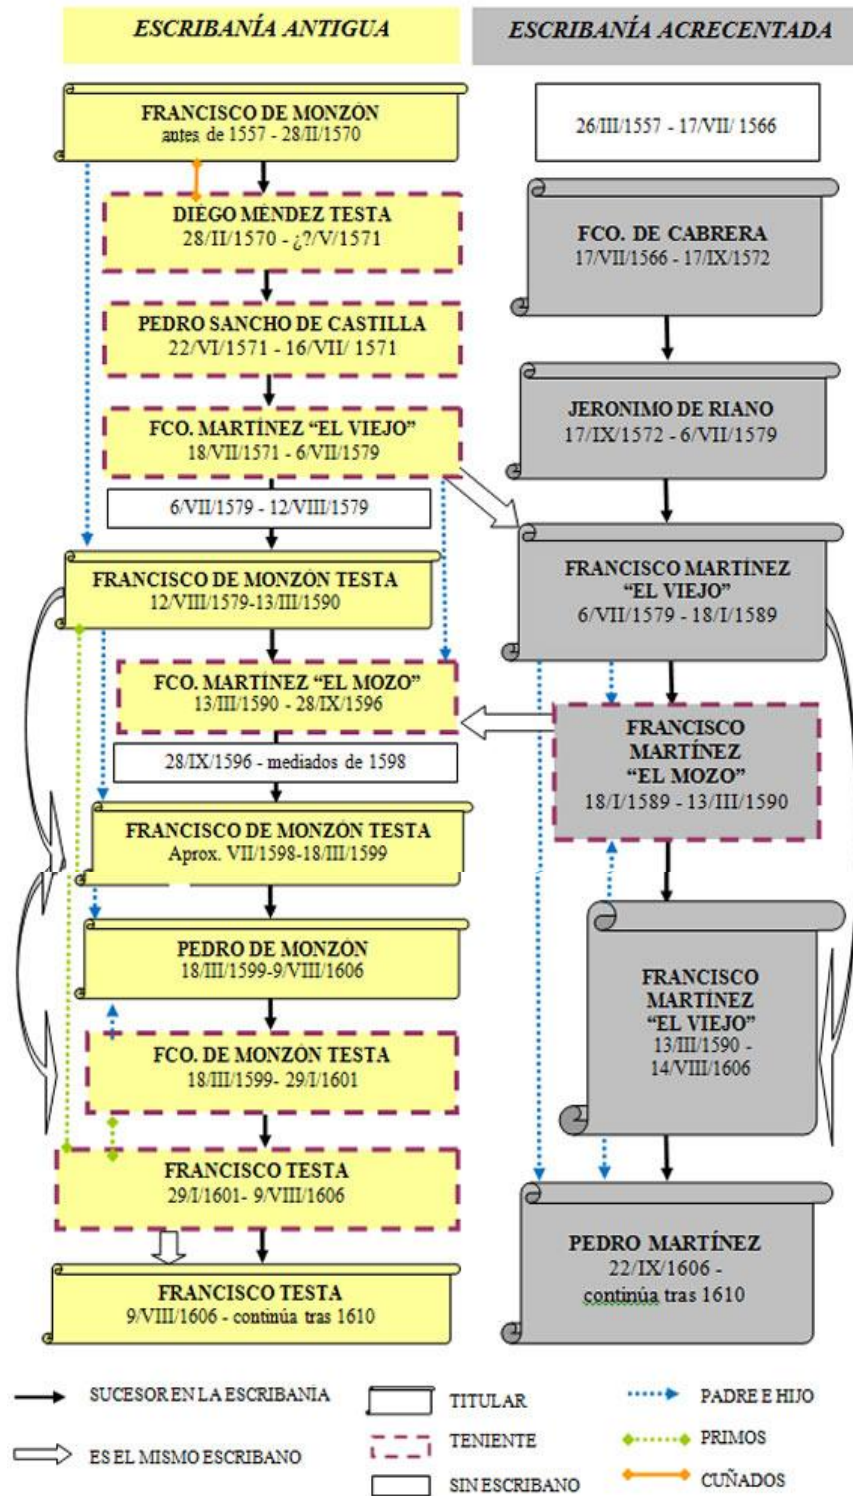 ESCRIBANÍA ANTIGUA
FRANCISCO DE MONZÓN
antes de 1557 - 28/II/1570
DIÉGO MÉNDEZ TESTA
28/II/1570 - ¿?/V/1571
PEDRO SANCHO DE CASTILLA
22/VI/1571 - 16/VII/ 1571
FCO. MARTÍNEZ “EL VIEJO”
18/VII/1571 - 6/VII/1579
6/VII/1579 - 12/VIII/1579
FRANCISCO DE MONZÓN TESTA
12/VIII/1579-13/III/1590
FCO. MARTÍNEZ “EL MOZO”
13/III/1590 - 28/IX/1596
28/IX/1596 - mediados de 1598
FRANCISCO DE MONZÓN TESTA
Aprox. VII/1598-18/III/1599
PEDRO DE MONZÓN
18/III/1599-9/VIII/1606
FCO. DE MONZÓN TESTA
18/III/1599- 29/I/1601
FRANCISCO TESTA
29/I/1601- 9/VIII/1606
FRANCISCO TESTA
9/VIII/1606 - continúa tras 1610
ESCRIBANÍA ACRECENTADA
26/III/1557 - 17/VII/ 1566
FCO. DE CABRERA
17/VII/1566 - 17/IX/1572
JERONIMO DE RIANO
17/IX/1572 - 6/VII/1579
FRANCISCO MARTÍNEZ
“EL VIEJO”
6/VII/1579 - 18/I/1589
FRANCISCO
MARTÍNEZ
“EL MOZO”
18/I/1589 - 13/III/1590
FRANCISCO
MARTÍNEZ
“EL VIEJO”
13/III/1590 -
14/VIII/1606
PEDRO MARTÍNEZ
22/IX/1606 -
continúa tras 1610
SUCESOR EN LA ESCRIBANÍA
ES EL MISMO ESCRIBANO
TITULAR
TENIENTE
SIN ESCRIBANO
PADRE E HIJO
PRIMOS
CUÑADOS